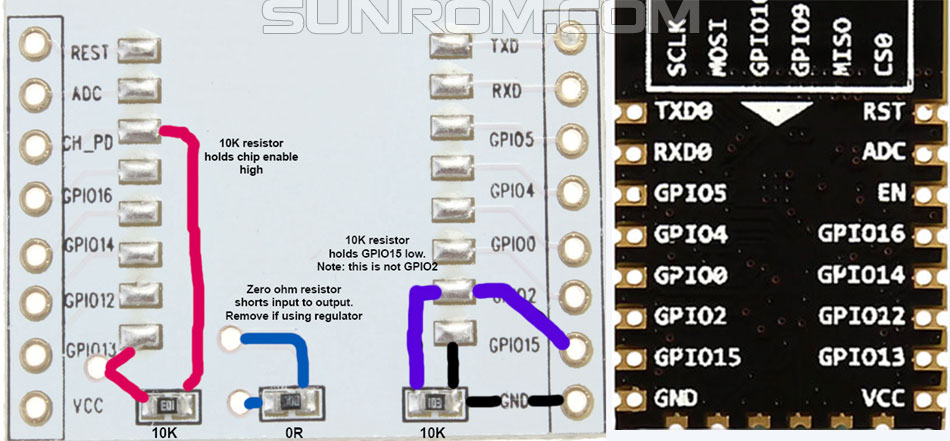 SUNROM.COM
REST
ADC
CH_PD
GPIO16
GPIO14
GPIO12
GPIO13
VCC
10K resistor
holds chip enable
high
10K resistor
holds GPIO15 low.
Note: this is not GPIO2
Zero ohm resistor
shorts input to output.
Remove if using regulator
TXD
RXD
GPIO5
GPIO4
GPIO0
GPIO2
GPIO15
GND
10K
0R
103
10K
SCLK
MOSI
GPIO10
GPIO9
MISO
CS0
TXD0
RXD0
GPIO5
GPIO4
GPIO0
GPIO2
GPIO15
GND
RST
ADC
EN
GPIO16
GPIO14
GPIO12
GPIO13
VCC